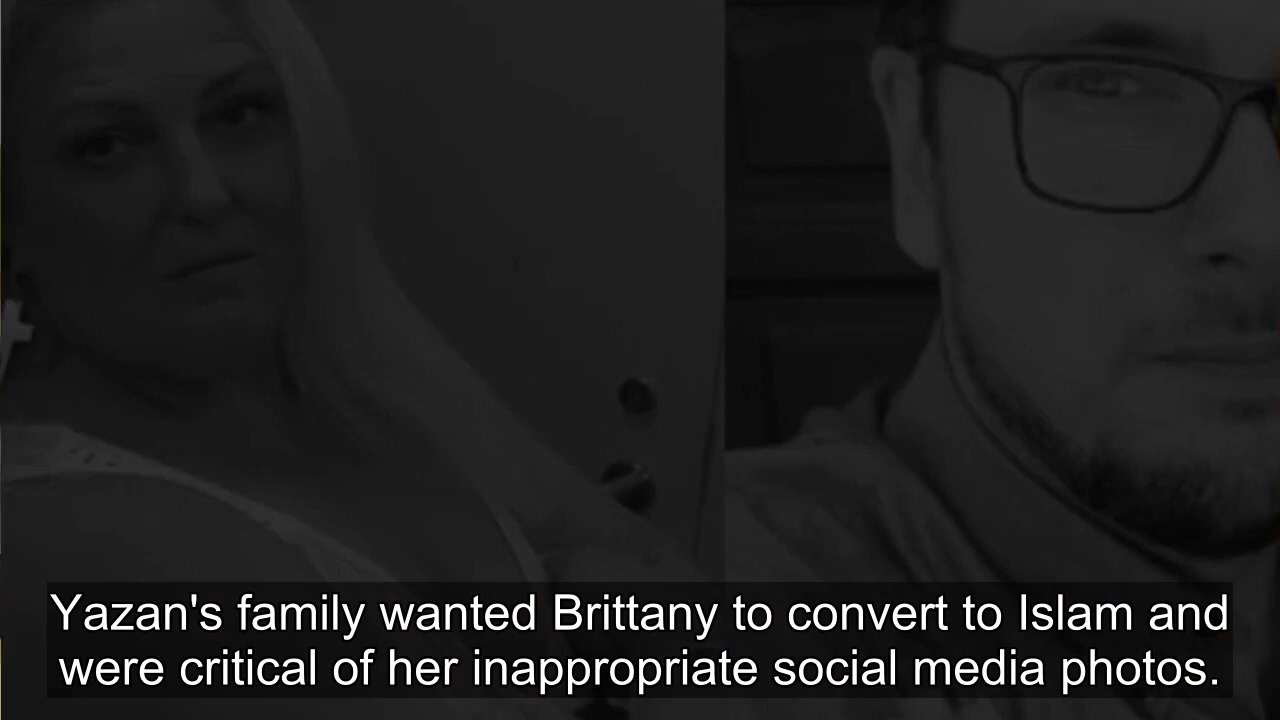 Yazan's family wanted Brittany to convert to Islam and
were critical of her inappropriate social media photos.